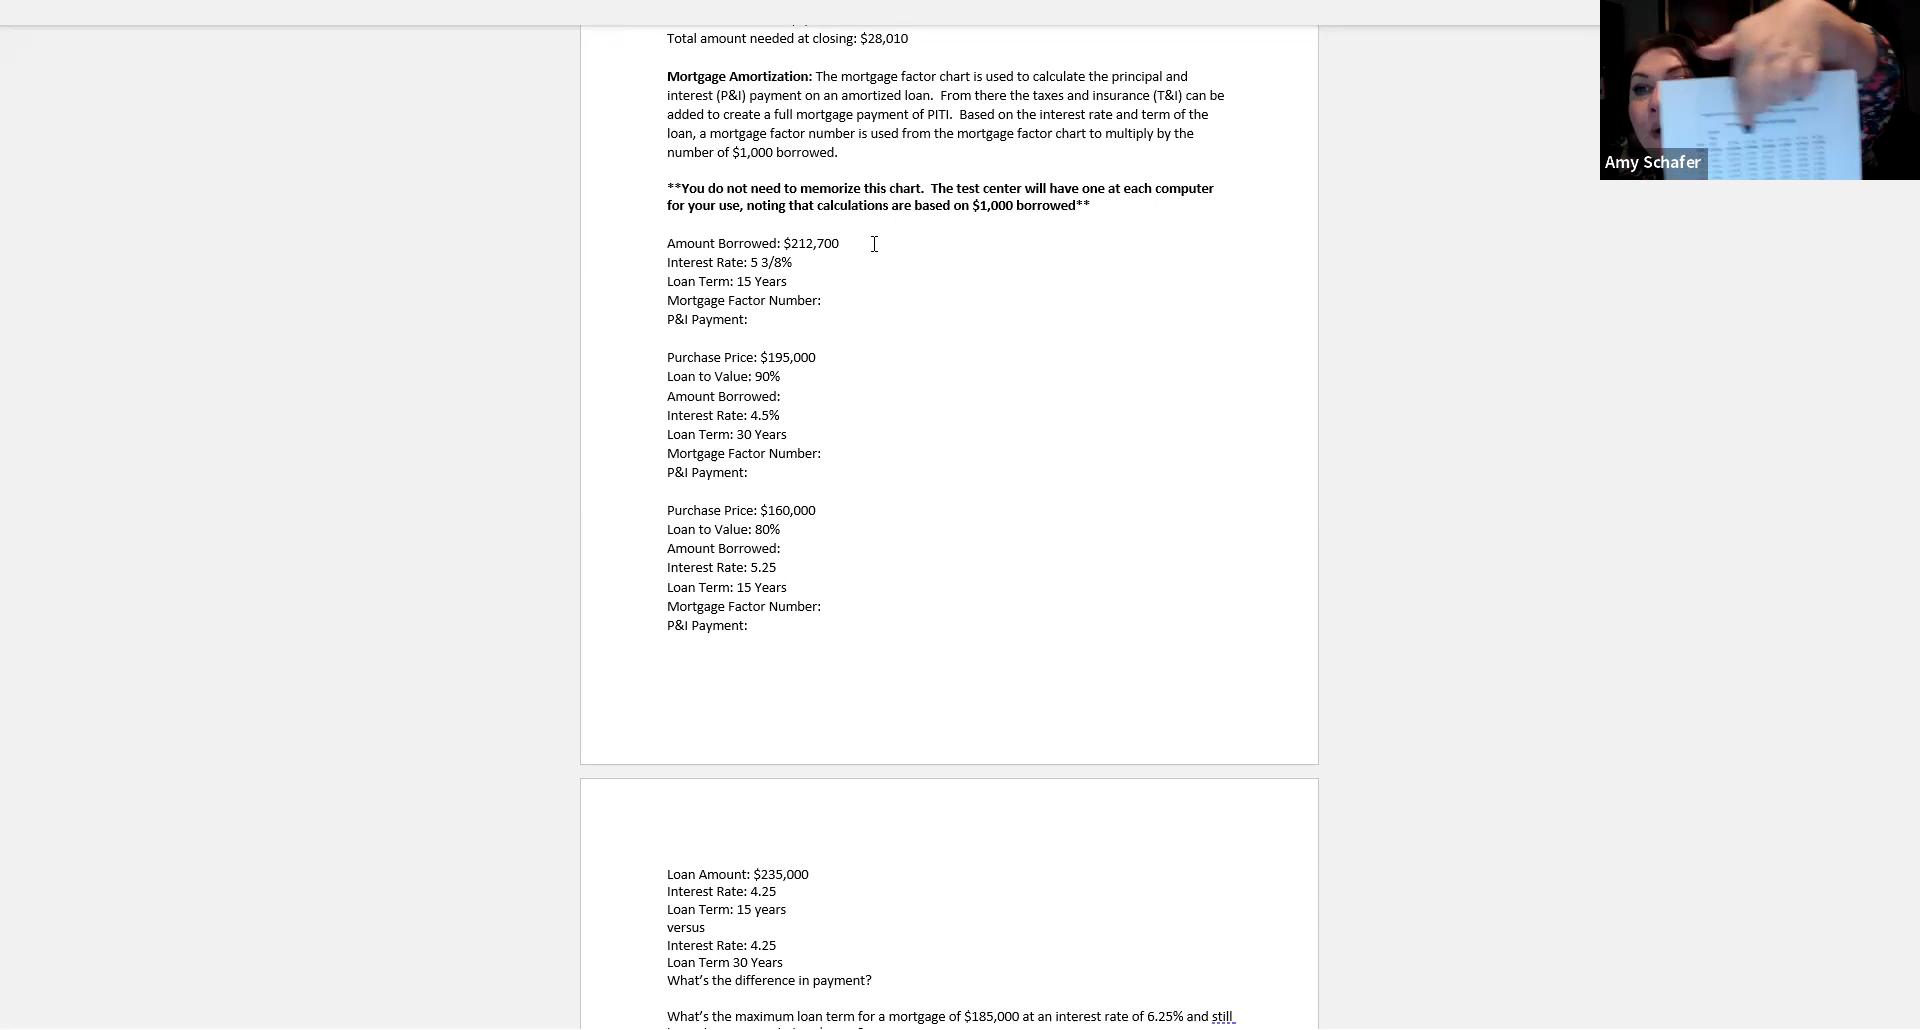 Total amount needed at closing: $28,010
Mortgage Amortization: The mortgage factor chart is used to calculate the principal and
interest (P&I) payment on an amortized loan.  From there the taxes and insurance (T&I) can be
added to create a full mortgage payment of PITI.  Based on the interest rate and term of the
loan, a mortgage factor number is used from the mortgage factor chart to multiply by the
number of $1,000 borrowed.
**You do not need to memorize this chart.  The test center will have one at each computer
for your use, noting that calculations are based on $1,000 borrowed**
Amount Borrowed: $212,700
Interest Rate: 5 3/8%
Loan Term: 15 Years
Mortgage Factor Number:
P&I Payment:
Purchase Price: $195,000
Loan to Value: 90%
Amount Borrowed:
Interest Rate: 4.5%
Loan Term: 30 Years
Mortgage Factor Number:
P&I Payment:
Purchase Price: $160,000
Loan to Value: 80%
Amount Borrowed:
Interest Rate: 5.25
Loan Term: 15 Years
Mortgage Factor Number:
P&I Payment:
Loan Amount: $235,000
Interest Rate: 4.25
Loan Term: 15 years
versus
Interest Rate: 4.25
Loan Term 30 Years
What's the difference in payment?
What's the maximum loan term for a mortgage of $185,000 at an interest rate of 6.25% and still
Amy Schafer